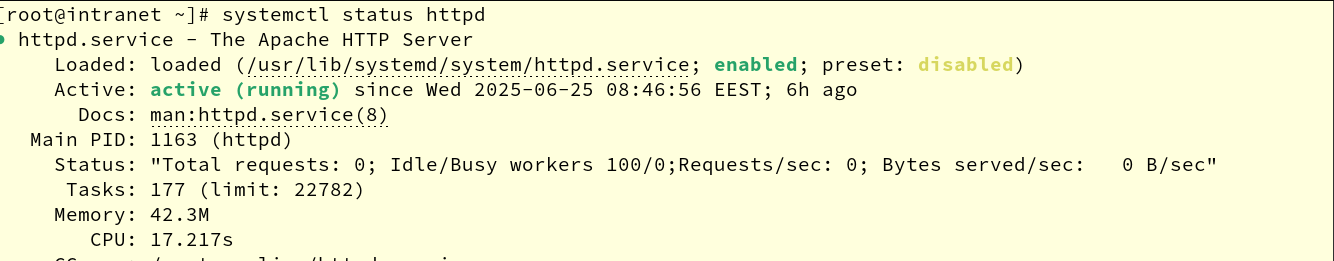 [root@intranet ~]# systemctl status httpd
● httpd.service - The Apache HTTP Server
Loaded: loaded (/usr/lib/systemd/system/httpd.service; enabled; preset: disabled)
Active: active (running) since Wed 2025-06-25 08:46:56 EEST; 6h ago
Docs: man:httpd.service(8)
Main PID: 1163 (httpd)
Status: "Total requests: 0; Idle/Busy workers 100/0;Requests/sec: 0; Bytes served/sec:   0 B/sec"
Tasks: 177 (limit: 22782)
Memory: 42.3M
CPU: 17.217s